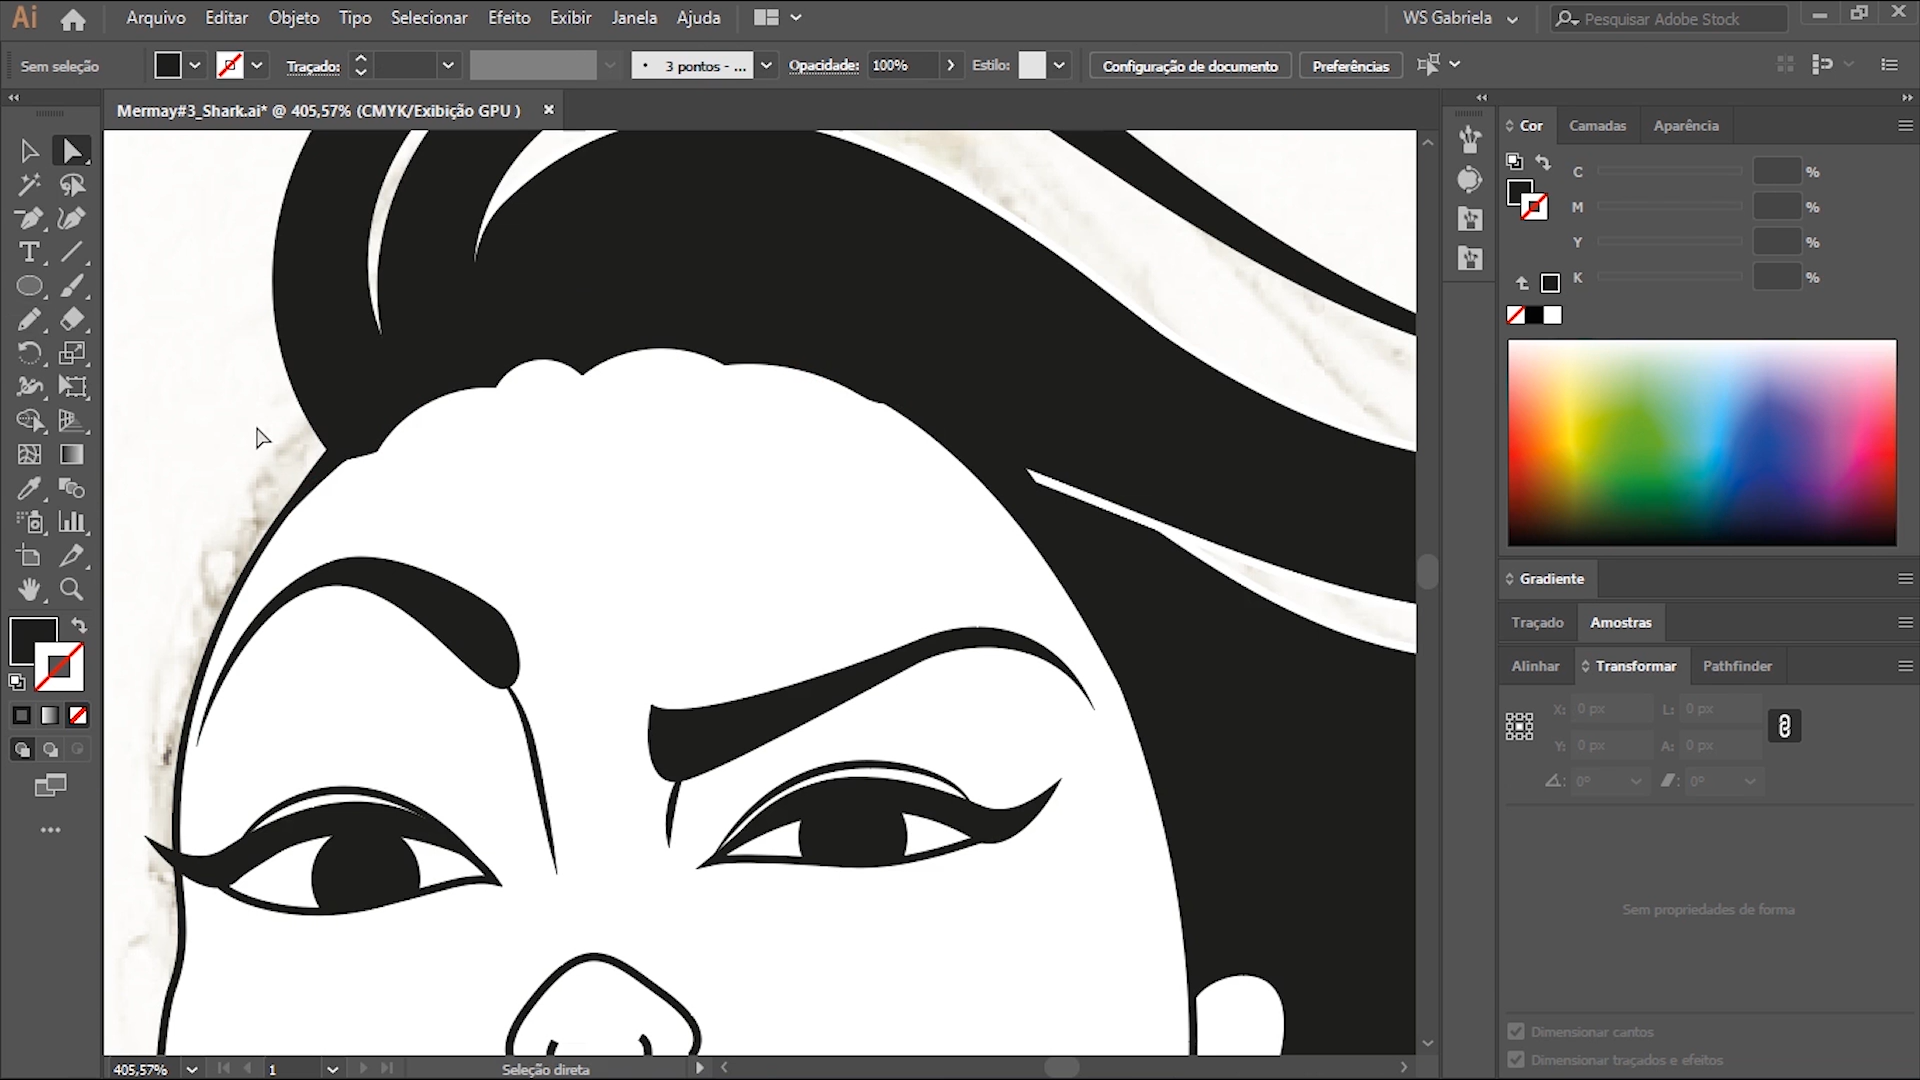 Ai Arquivo Editar Objeto Tipo Selecionar Efeito Exibir Janela Ajuda WS Gabriela Pesquisar Adobe Stock
Sem seleção Traçado: 3 pontos - ... Opacidade: 100% Estilo: Configuração de documento Preferências
Mermay#3_Shark.ai* @ 405,57% (CMYK/Exibição GPU )
Cor Camadas Aparência
C %
M %
Y %
K %
Gradiente
Traçado Amostras
Alinhar Transformar Pathfinder
X: 0 px L: 0 px
Y: 0 px A: 0 px
0° 0°
Sem propriedades de forma
Dimensionar cantos
Dimensionar traçados e efeitos
405,57% 1 Seleção direta